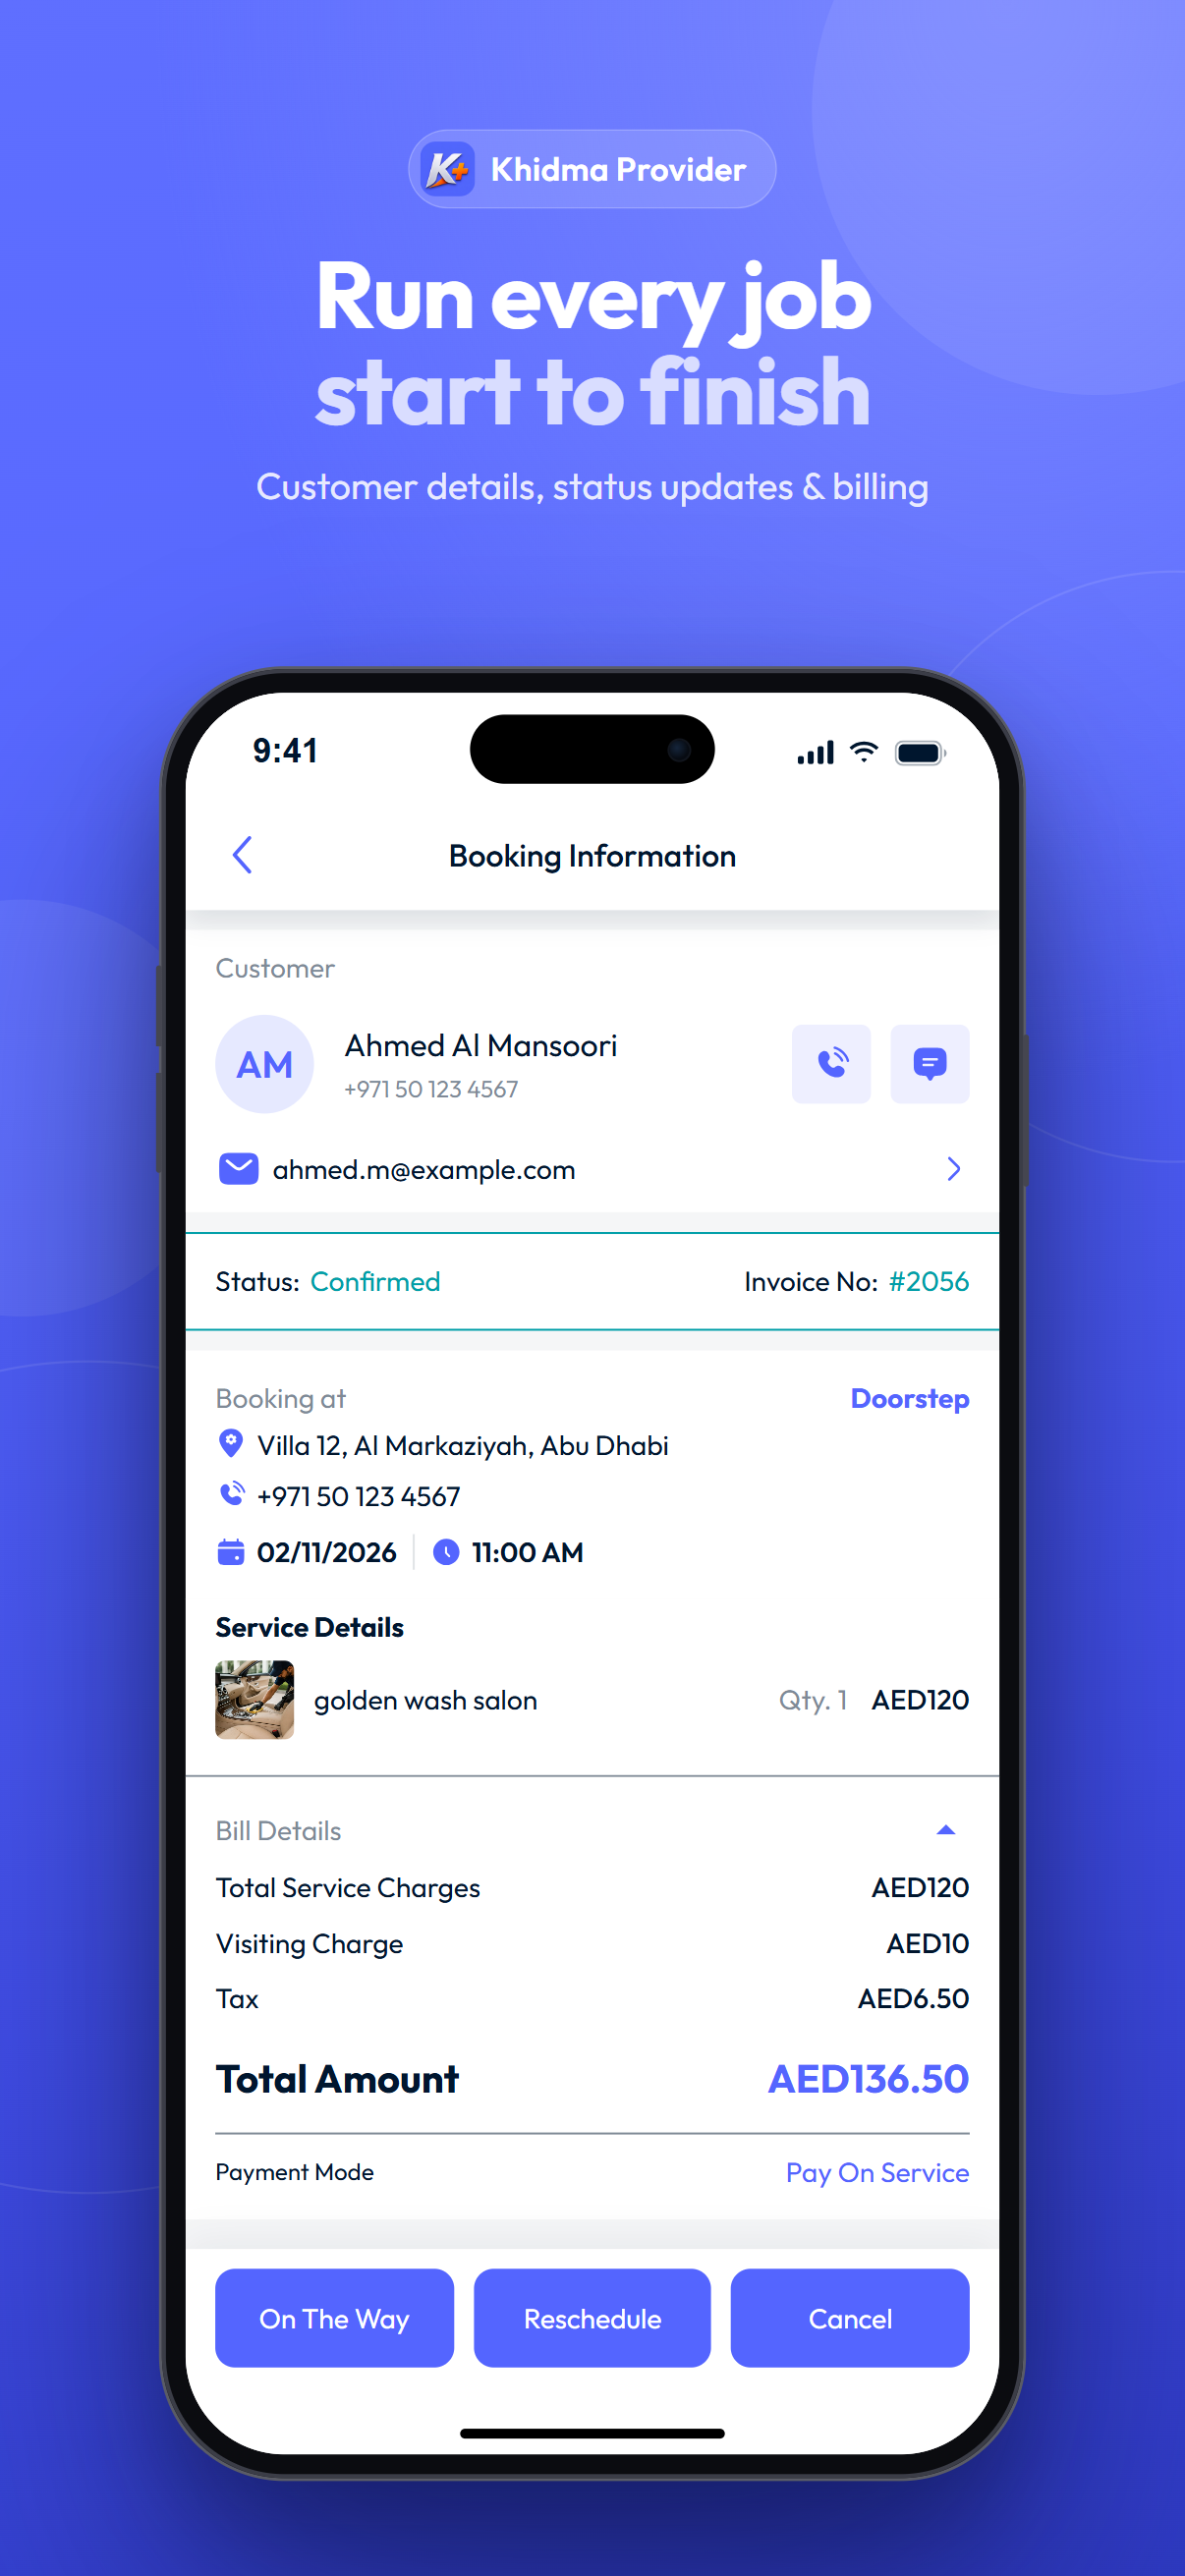 K+ Khidma Provider
Run every job
start to finish
Customer details, status updates & billing
9:41
Booking Information
Customer
AM
Ahmed Al Mansoori
+971 50 123 4567
ahmed.m@example.com
Status: Confirmed Invoice No: #2056
Booking at Doorstep
Villa 12, Al Markaziyah, Abu Dhabi
+971 50 123 4567
02/11/2026 11:00 AM
Service Details
golden wash salon Qty. 1 AED120
Bill Details
Total Service Charges AED120
Visiting Charge AED10
Tax AED6.50
Total Amount AED136.50
Payment Mode Pay On Service
On The Way Reschedule Cancel